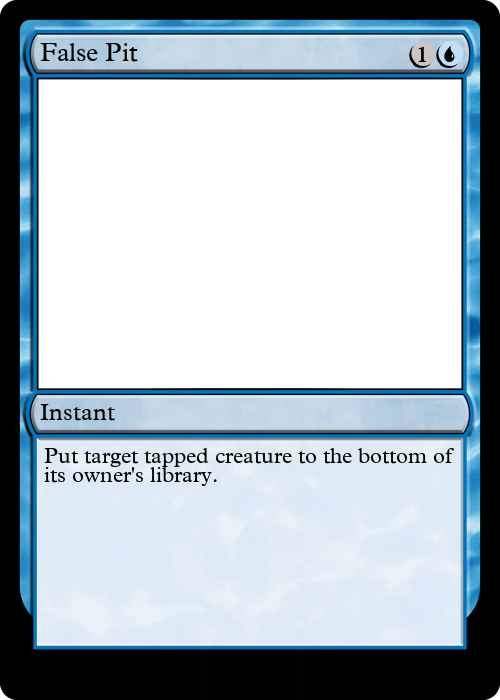 False Pit
1
Instant
Put target tapped creature to the bottom of
its owner's library.